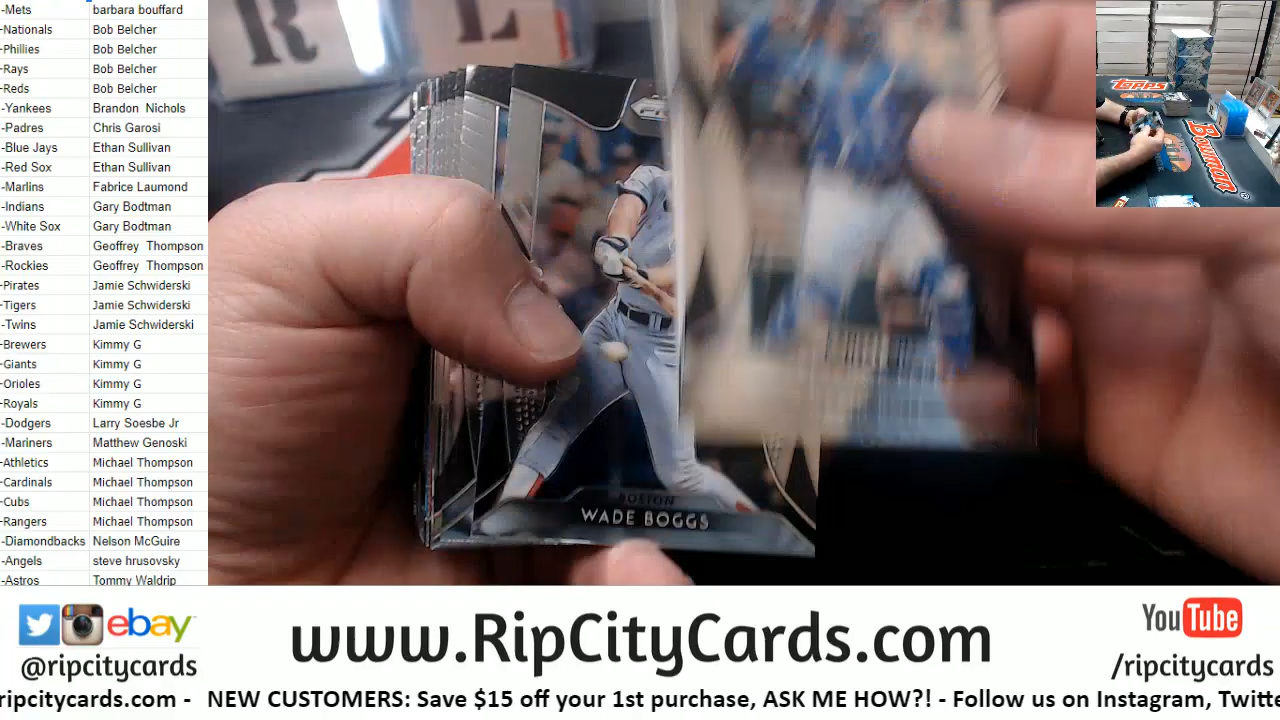 -Mets barbara bouffard
-Nationals Bob Belcher
-Phillies Bob Belcher
-Rays Bob Belcher
-Reds Bob Belcher
-Yankees Brandon Nichols
-Padres Chris Garosi
-Blue Jays Ethan Sullivan
-Red Sox Ethan Sullivan
-Marlins Fabrice Laumond
-Indians Gary Bodtman
-White Sox Gary Bodtman
-Braves Geoffrey Thompson
-Rockies Geoffrey Thompson
-Pirates Jamie Schwiderski
-Tigers Jamie Schwiderski
-Twins Jamie Schwiderski
-Brewers Kimmy G
-Giants Kimmy G
-Orioles Kimmy G
-Royals Kimmy G
-Dodgers Larry Soesbe Jr
-Mariners Matthew Genoski
-Athletics Michael Thompson
-Cardinals Michael Thompson
-Cubs Michael Thompson
-Rangers Michael Thompson
-Diamondbacks Nelson McGuire
-Angels steve hrusovsky
-Astros Tommy Waldrip
R L
BOSTON
WADE BOGGS
TOPPS
Bowman
ebay
@ripcitycards
www.RipCityCards.com
YouTube
/ripcitycards
ripcitycards.com - NEW CUSTOMERS: Save $15 off your 1st purchase, ASK ME HOW?! - Follow us on Instagram, Twitte